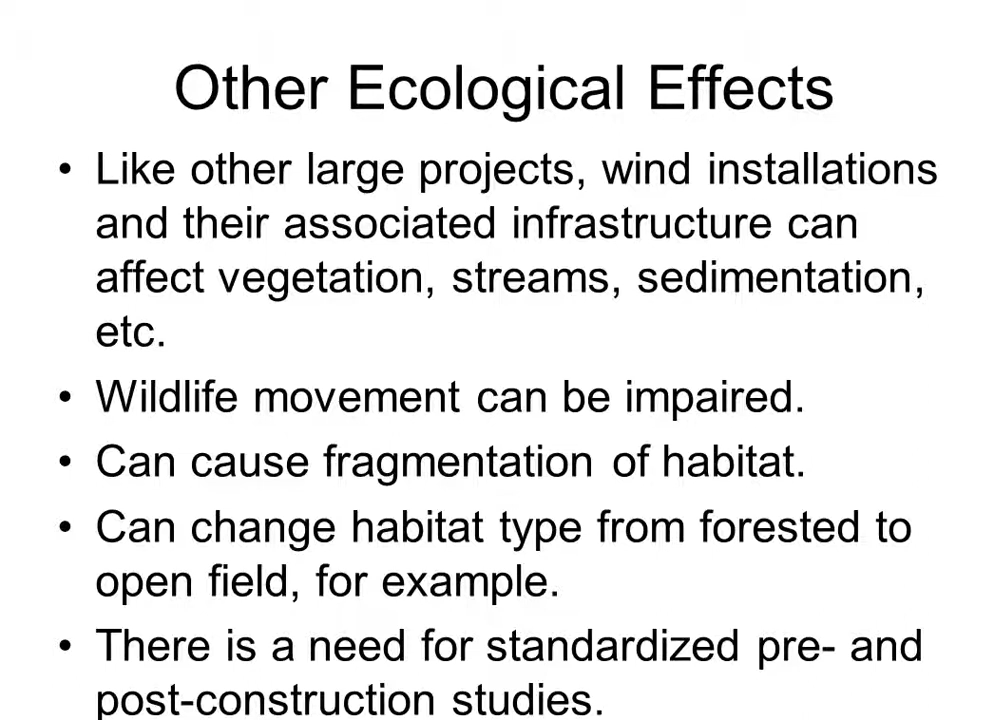 Other Ecological Effects
• Like other large projects, wind installations
and their associated infrastructure can
affect vegetation, streams, sedimentation,
etc.
• Wildlife movement can be impaired.
• Can cause fragmentation of habitat.
• Can change habitat type from forested to
open field, for example.
• There is a need for standardized pre- and
post-construction studies.